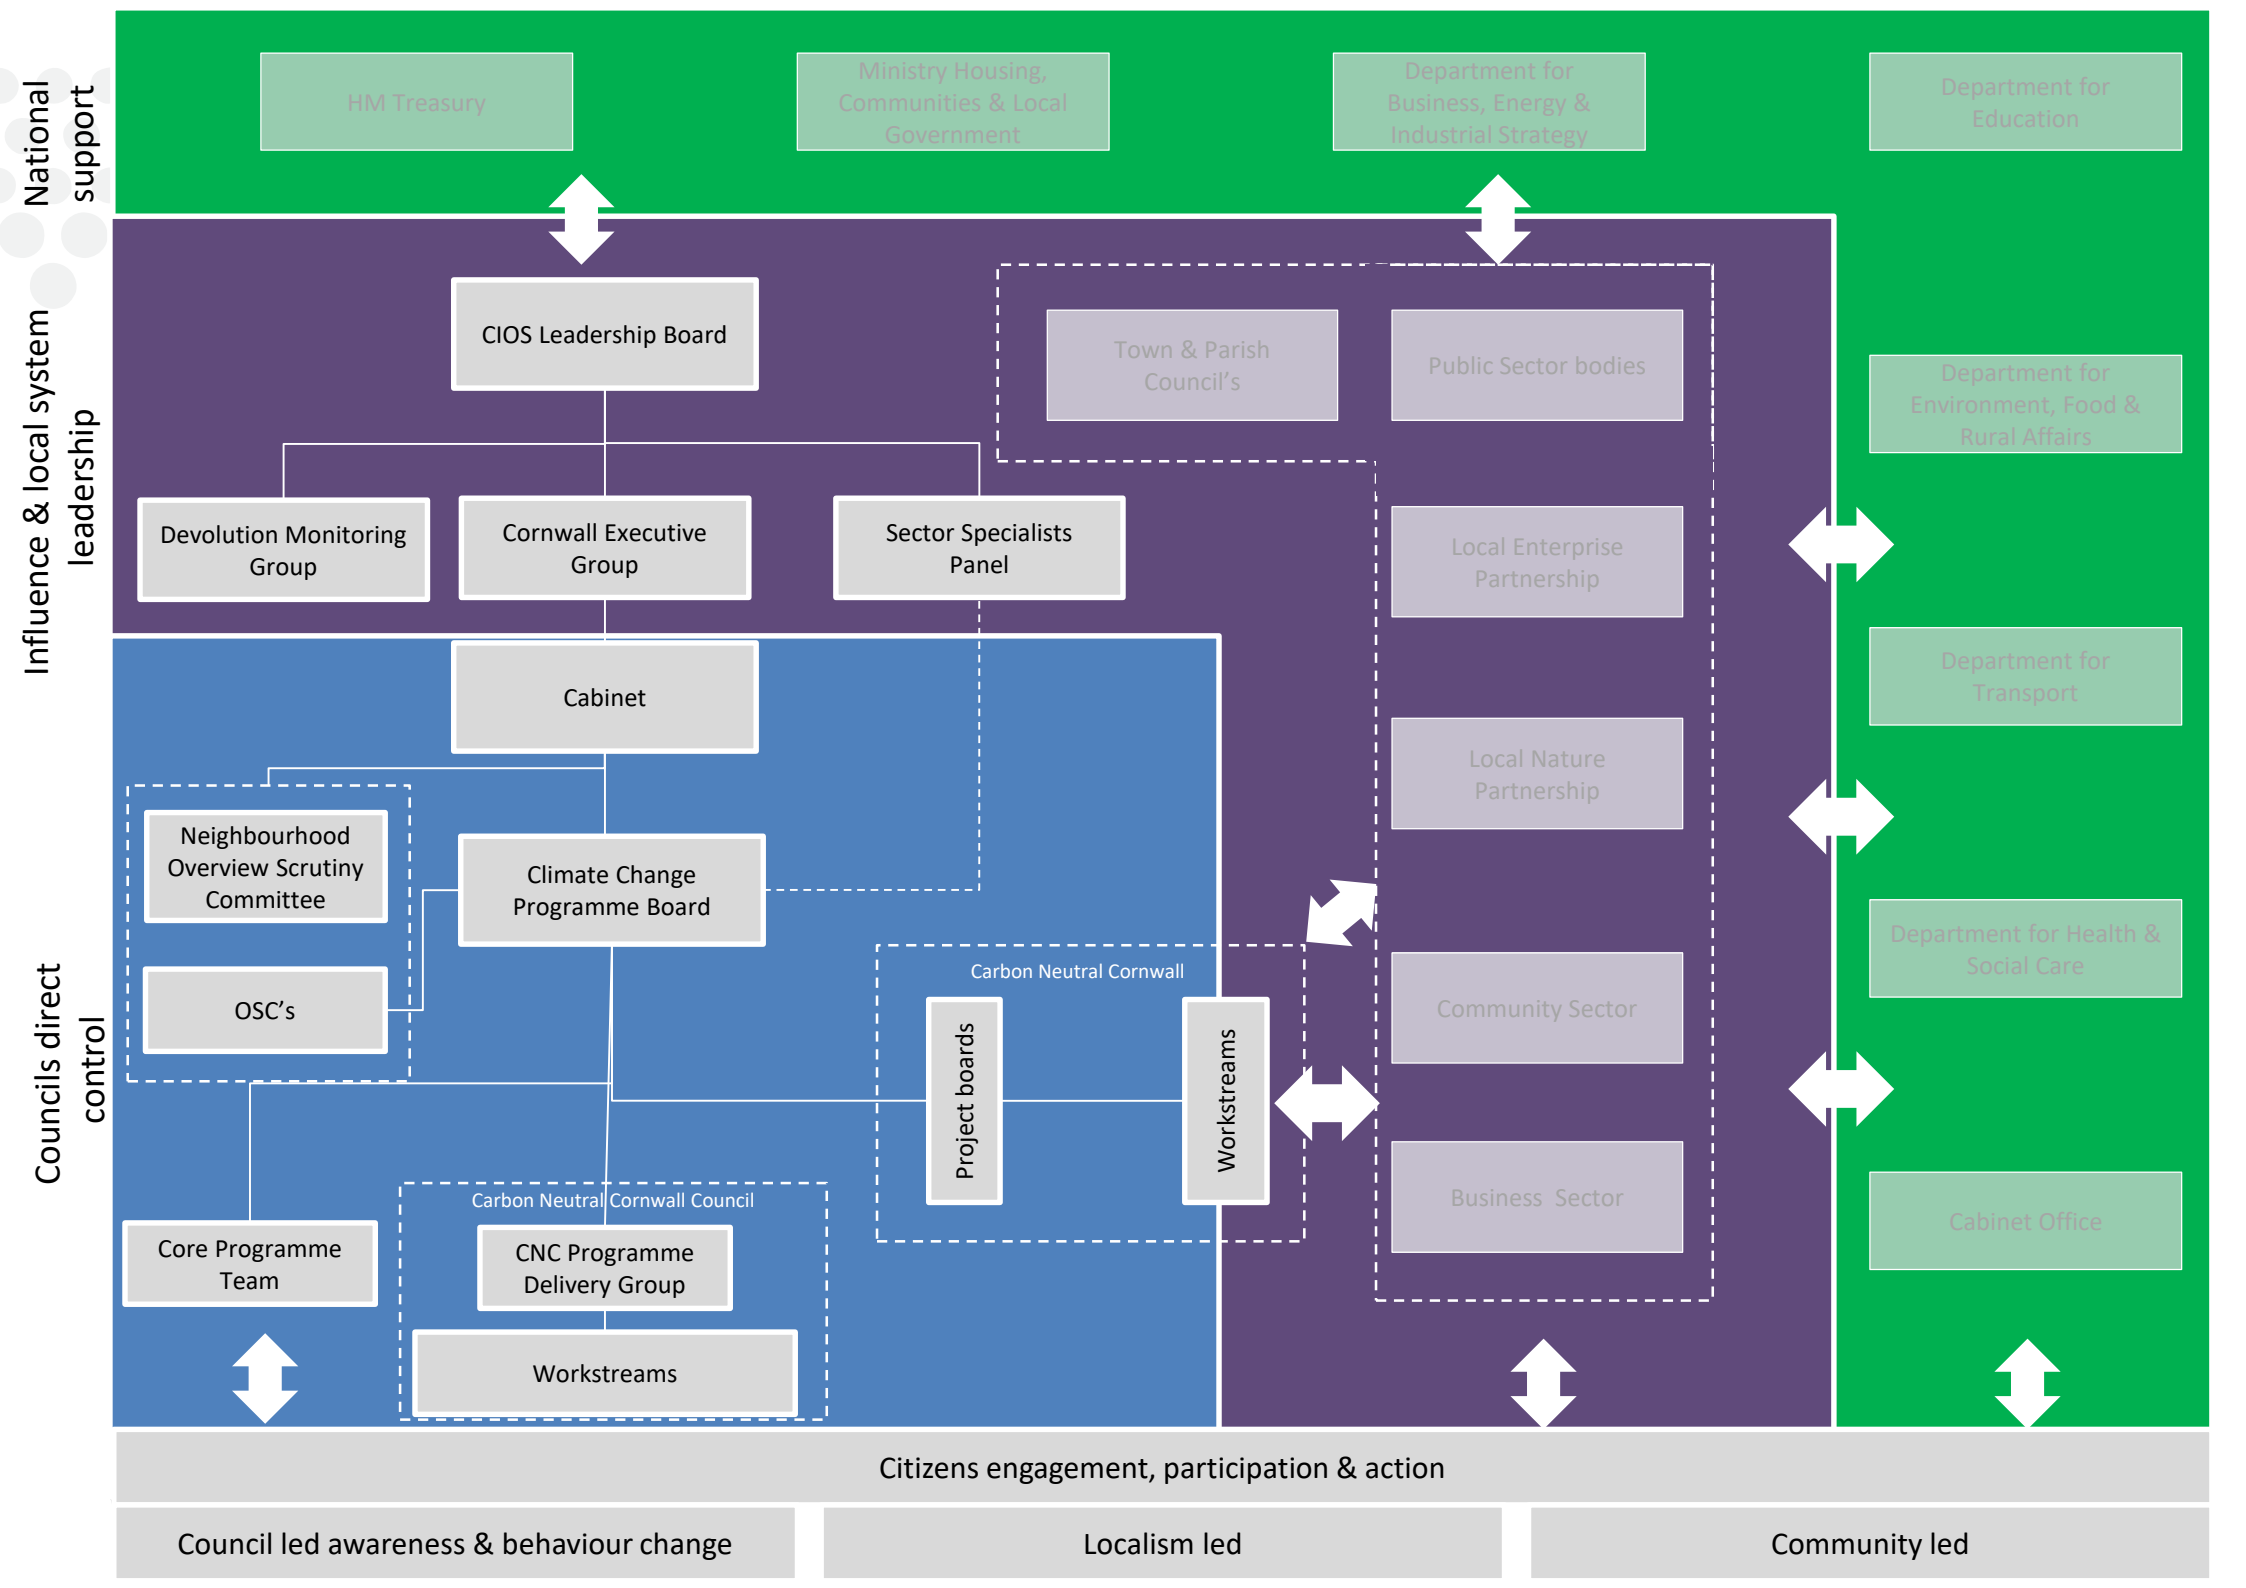 National
support
HM Treasury
Ministry Housing,
Communities & Local
Government
Department for
Business, Energy &
Industrial Strategy
Department for
Education
Influence & local system
leadership
CIOS Leadership Board
Town & Parish
Council’s
Public Sector bodies
Department for
Environment, Food &
Rural Affairs
Devolution Monitoring
Group
Cornwall Executive
Group
Sector Specialists
Panel
Local Enterprise
Partnership
Department for
Transport
Councils direct
control
Cabinet
Local Nature
Partnership
Neighbourhood
Overview Scrutiny
Committee
Climate Change
Programme Board
Department for Health &
Social Care
OSC’s
Carbon Neutral Cornwall
Project boards
Workstreams
Community Sector
Business  Sector
Cabinet Office
Carbon Neutral Cornwall Council
Core Programme
Team
CNC Programme
Delivery Group
Workstreams
Citizens engagement, participation & action
Council led awareness & behaviour change
Localism led
Community led